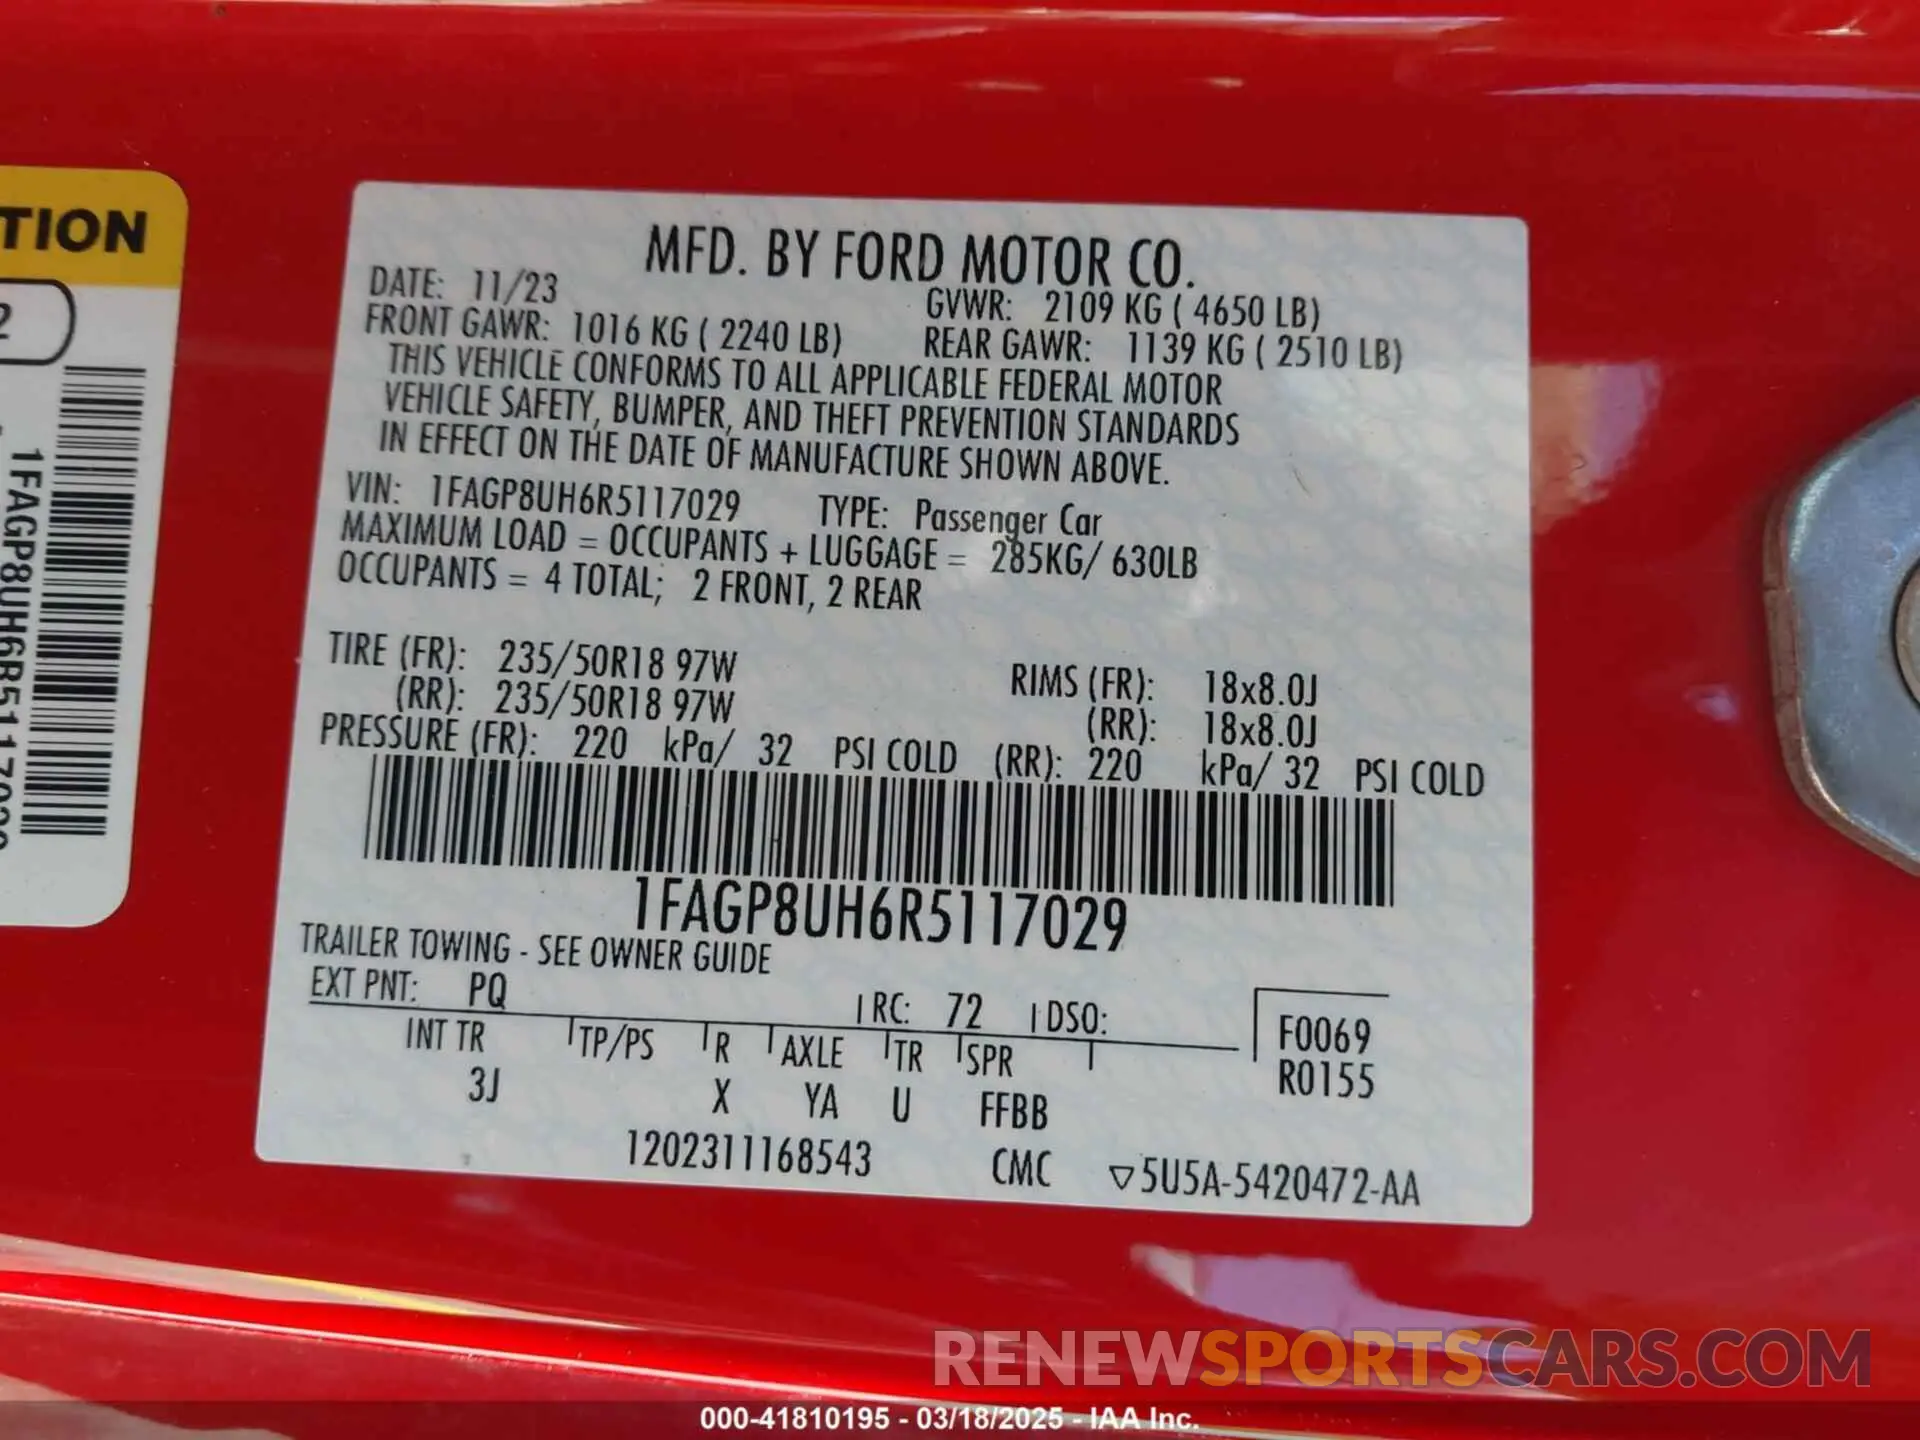 TION
2
1FAGP8UH6R5117029
MFD. BY FORD MOTOR CO.
DATE: 11/23
GVWR: 2109 KG ( 4650 LB)
FRONT GAWR: 1016 KG ( 2240 LB)
REAR GAWR: 1139 KG ( 2510 LB)
THIS VEHICLE CONFORMS TO ALL APPLICABLE FEDERAL MOTOR
VEHICLE SAFETY, BUMPER, AND THEFT PREVENTION STANDARDS
IN EFFECT ON THE DATE OF MANUFACTURE SHOWN ABOVE.
VIN: 1FAGP8UH6R5117029 TYPE: Passenger Car
MAXIMUM LOAD = OCCUPANTS + LUGGAGE = 285KG/ 630LB
OCCUPANTS = 4 TOTAL; 2 FRONT, 2 REAR
TIRE (FR): 235/50R18 97W RIMS (FR): 18x8.0J
(RR): 235/50R18 97W (RR): 18x8.0J
PRESSURE (FR): 220 kPa/ 32 PSI COLD (RR): 220 kPa/ 32 PSI COLD
1FAGP8UH6R5117029
TRAILER TOWING - SEE OWNER GUIDE
EXT PNT: PQ RC: 72 DSO:
INT TR TP/PS R AXLE TR SPR
3J X YA U FFBB
F0069
R0155
1202311168543 CMC ▽5U5A-5420472-AA
RENEWSPORTSCARS.COM
000-41810195 - 03/18/2025 - IAA Inc.